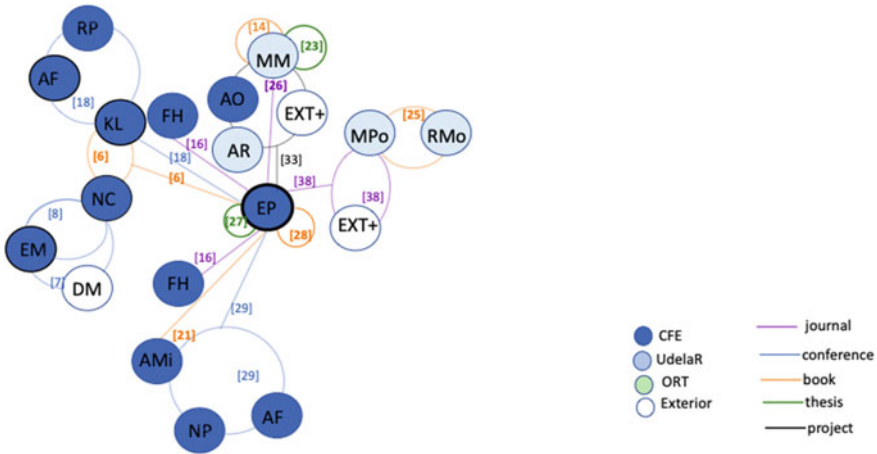 RP
[14]
MM
[23]
AF
[18]
KL
FH
AO
[26]
EXT+
[16]
AR
MPo
[25]
RMo
[18]
[33]
[6]
[6]
[38]
[38]
NC
EP
[27]
[28]
EXT+
[8]
EM
[7]
DM
[16]
FH
[29]
[21]
AMi
[29]
NP
AF
CFE
UdelaR
ORT
Exterior
journal
conference
book
thesis
project